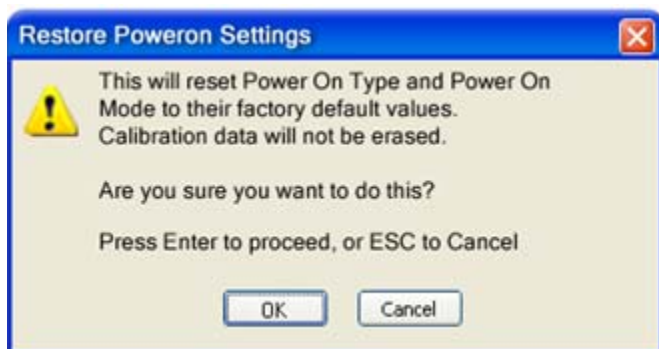 Restore Poweron Settings
This will reset Power On Type and Power On
Mode to their factory default values.
Calibration data will not be erased.
Are you sure you want to do this?
Press Enter to proceed, or ESC to Cancel
OK
Cancel